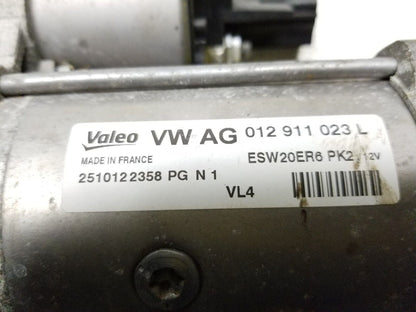 Valeo VW AG 012 911 023 L
MADE IN FRANCE ESW20ER6 PK2 12V
2510122358 PG N 1
VL4